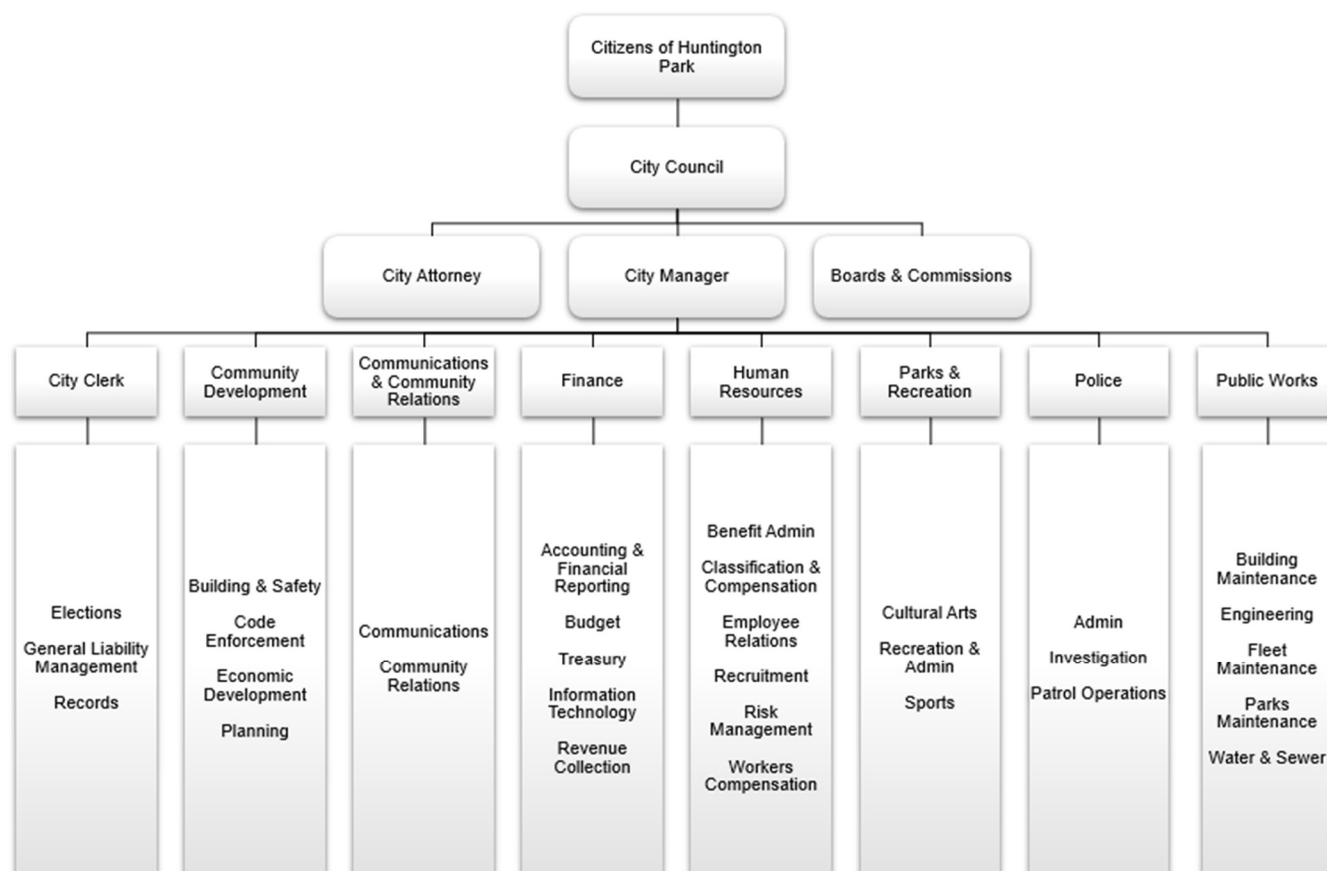 Citizens of Huntington
Park
City Council
City Attorney
City Manager
Boards & Commissions
City Clerk
Community
Development
Communications
& Community
Relations
Finance
Human
Resources
Parks &
Recreation
Police
Public Works
Elections
General Liability
Management
Records
Building & Safety
Code
Enforcement
Economic
Development
Planning
Communications
Community
Relations
Accounting &
Financial
Reporting
Budget
Treasury
Information
Technology
Revenue
Collection
Benefit Admin
Classification &
Compensation
Employee
Relations
Recruitment
Risk
Management
Workers
Compensation
Cultural Arts
Recreation &
Admin
Sports
Admin
Investigation
Patrol Operations
Building
Maintenance
Engineering
Fleet
Maintenance
Parks
Maintenance
Water & Sewer